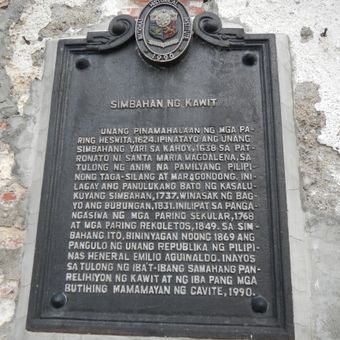 1990
SIMBAHAN NG KAWIT
UNANG PINAMAHALAAN NG MGA PA-
RING HESWITA, 1624. IPINATAYO ANG UNANG
SIMBAHANG YARI SA KAHOY, 1638 SA PAT-
RONATO NI SANTA MARIA MAGDALENA, SA
TULONG NG ANIM NA PAMILYANG PILIPI-
NONG TAGA-SILANG AT MARAGONDONG. INI-
LAGAY ANG PANULUKANG BATO NG KASALU-
KUYANG SIMBAHAN, 1737. WINASAK NG BAG-
YO ANG BUBUNGAN, 1831. INILIPAT SA PANGA-
NGASIWA NG MGA PARING SEKULAR, 1768
AT MGA PARING REKOLETOS, 1849. SA SIM-
BAHANG ITO, BININYAGAN NOONG 1869 ANG
PANGULO NG UNANG REPUBLIKA NG PILIPI-
NAS HENERAL EMILIO AGUINALDO. INAYOS
SA TULONG NG IBA'T-IBANG SAMAHANG PAN-
RELIHIYON NG KAWIT AT NG IBA PANG MGA
BUTIHING MAMAMAYAN NG CAVITE, 1990.